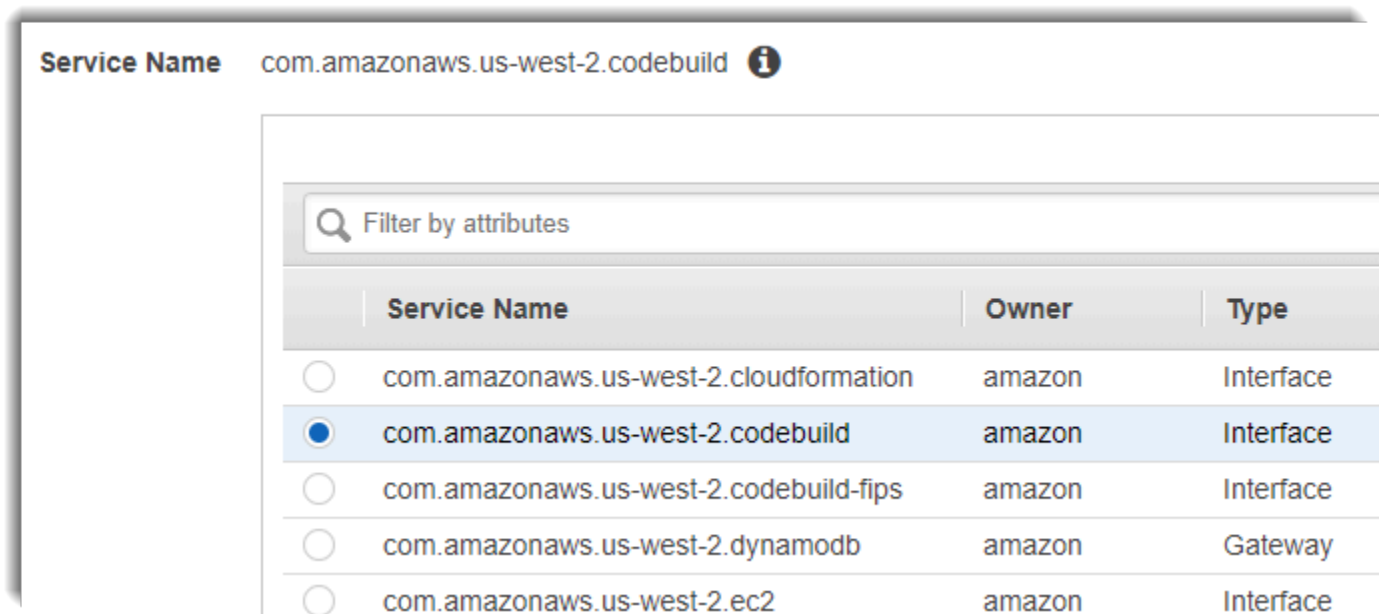 Service Name com.amazonaws.us-west-2.codebuild
Filter by attributes
Service Name Owner Type
com.amazonaws.us-west-2.cloudformation amazon Interface
com.amazonaws.us-west-2.codebuild amazon Interface
com.amazonaws.us-west-2.codebuild-fips amazon Interface
com.amazonaws.us-west-2.dynamodb amazon Gateway
com.amazonaws.us-west-2.ec2 amazon Interface